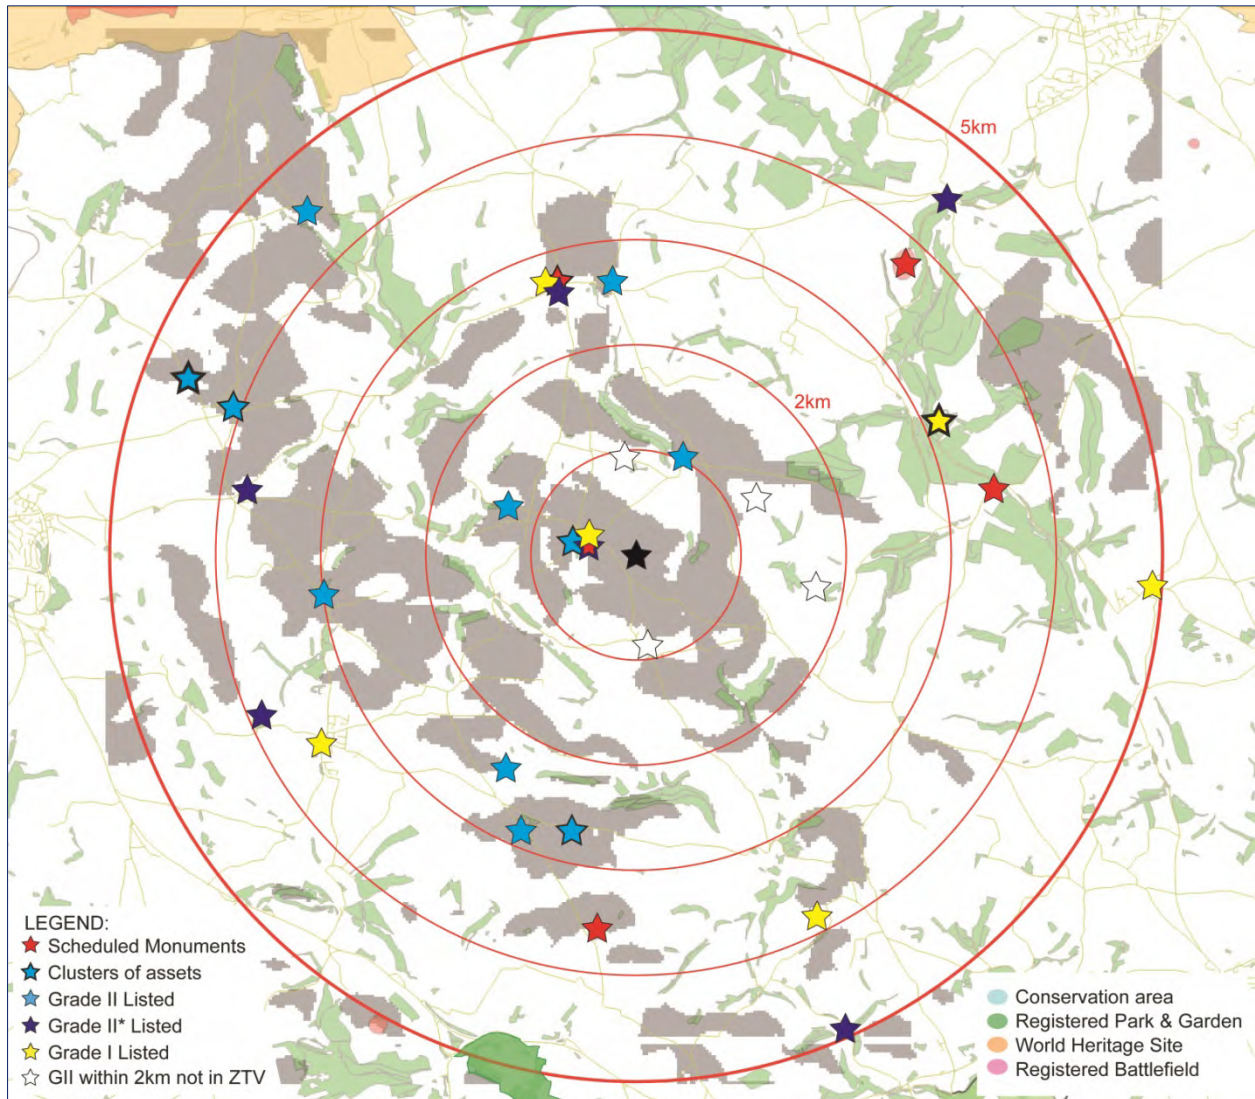 5km
2km
LEGEND:
Scheduled Monuments
Clusters of assets
Grade II Listed
Grade II* Listed
Grade I Listed
GII within 2km not in ZTV
Conservation area
Registered Park & Garden
World Heritage Site
Registered Battlefield